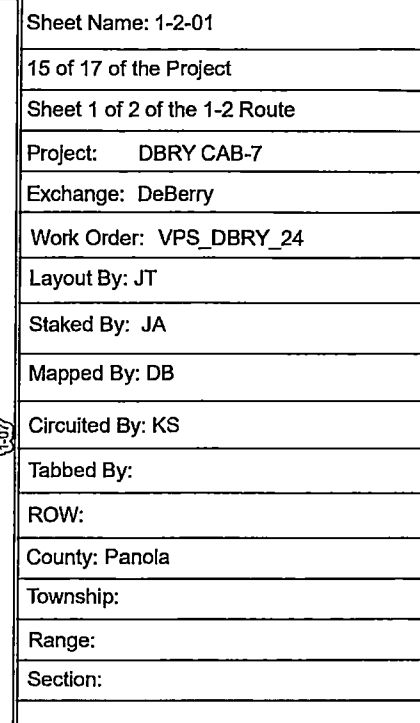 Sheet Name: 1-2-01
15 of 17 of the Project
Sheet 1 of 2 of the 1-2 Route
Project: DBRY CAB-7
Exchange: DeBerry
Work Order: VPS_DBRY_24
Layout By: JT
Staked By: JA
Mapped By: DB
Circuited By: KS
Tabbed By:
ROW:
County: Panola
Township:
Range:
Section: